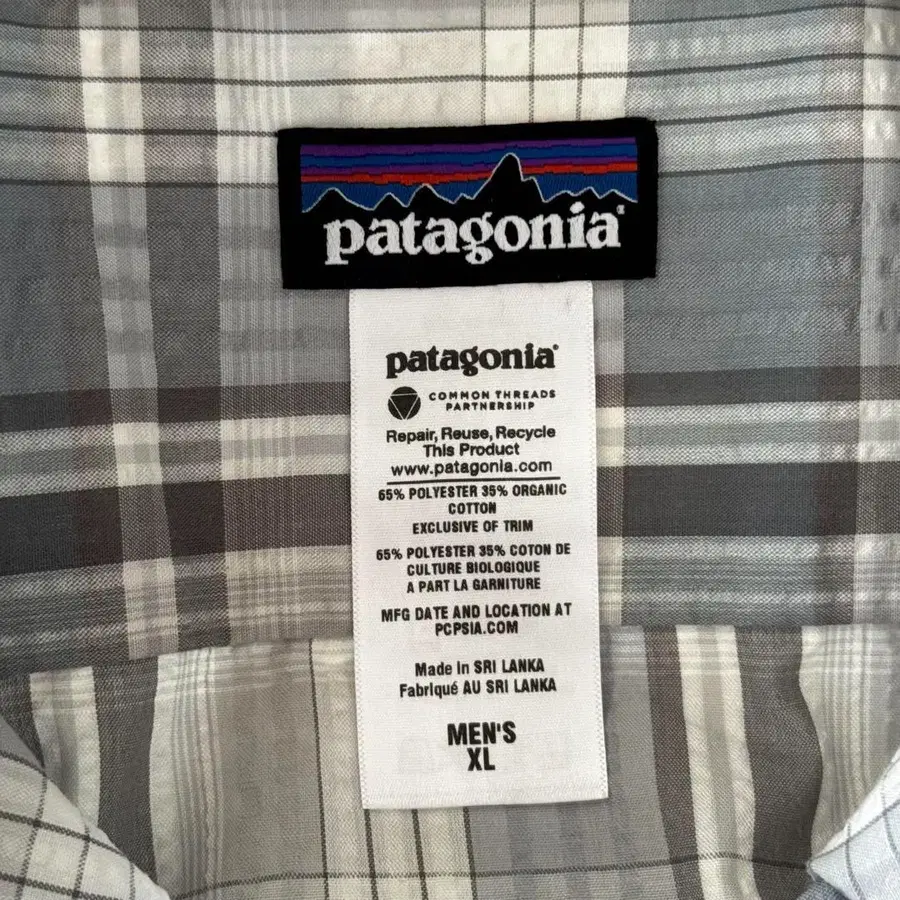 patagonia
patagonia®
COMMON THREADS
PARTNERSHIP
Repair, Reuse, Recycle
This Product
www.patagonia.com
65% POLYESTER 35% ORGANIC
COTTON
EXCLUSIVE OF TRIM
65% POLYESTER 35% COTON DE
CULTURE BIOLOGIQUE
A PART LA GARNITURE
MFG DATE AND LOCATION AT
PCPSIA.COM
Made in SRI LANKA
Fabriqué AU SRI LANKA
MEN'S
XL